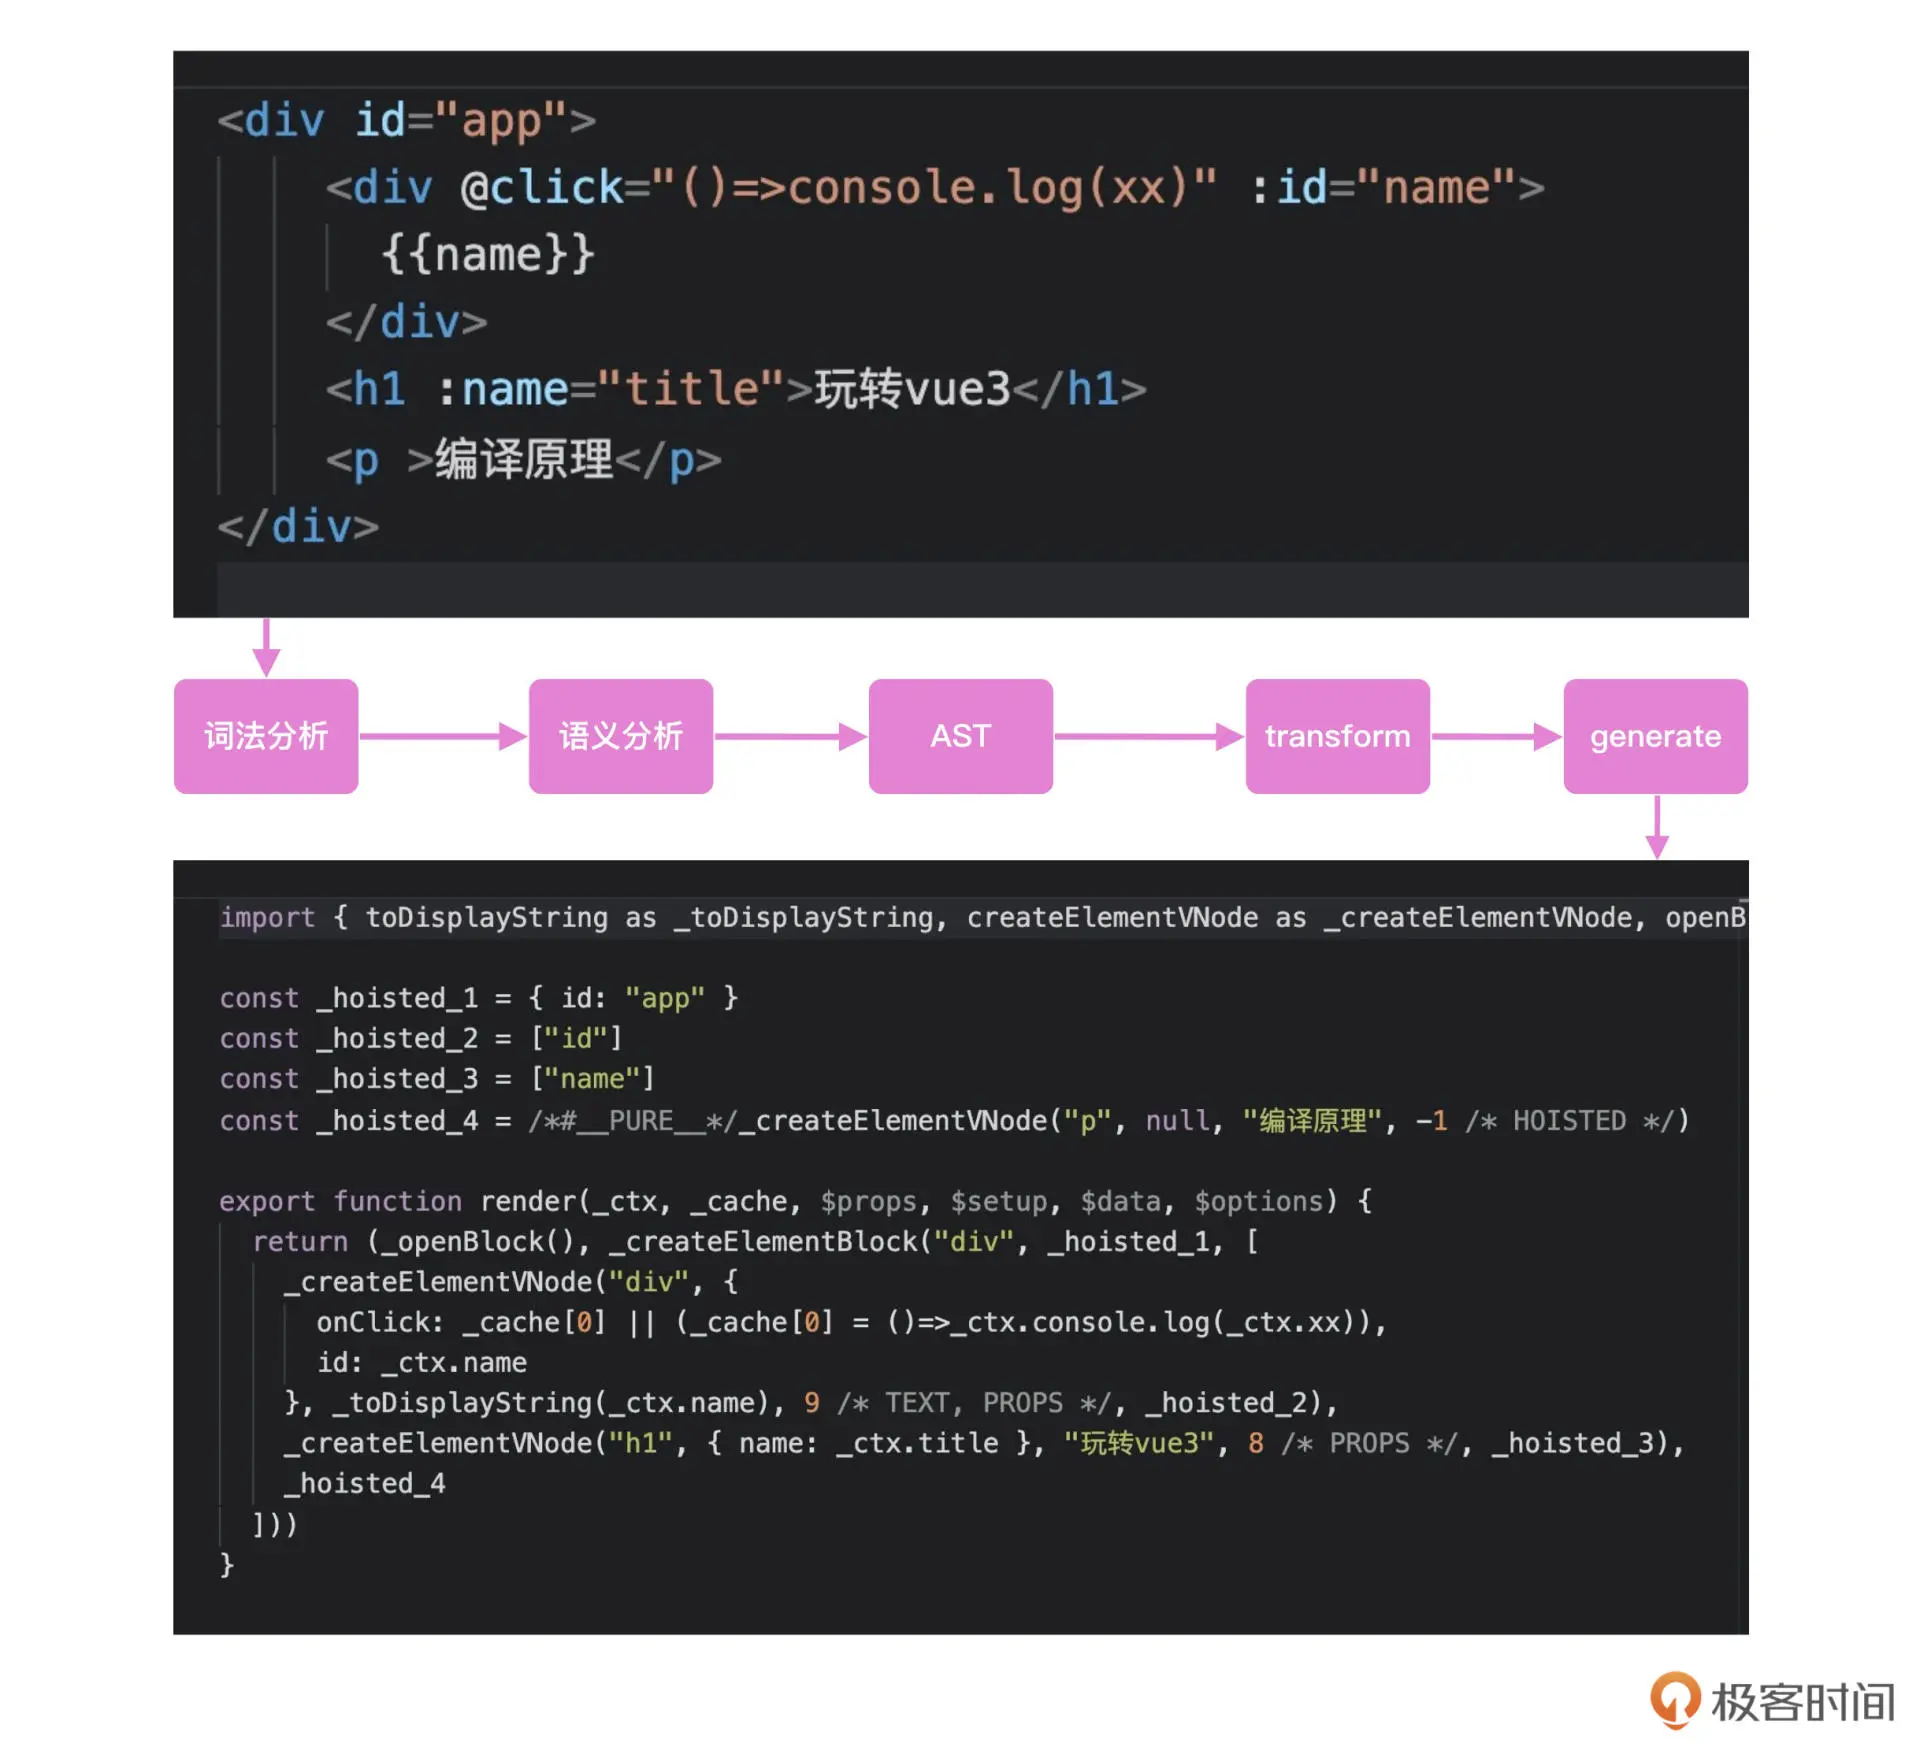 <div id="app">
<div @click="()=>console.log(xx)" :id="name">
{{name}}
</div>
<h1 :name="title">玩转vue3</h1>
<p >编译原理</p>
</div>
词法分析
语义分析
AST
transform
generate
import { toDisplayString as _toDisplayString, createElementVNode as _createElementVNode, openB
const _hoisted_1 = { id: "app" }
const _hoisted_2 = ["id"]
const _hoisted_3 = ["name"]
const _hoisted_4 = /*#__PURE__*/_createElementVNode("p", null, "编译原理", -1 /* HOISTED */)
export function render(_ctx, _cache, $props, $setup, $data, $options) {
return (_openBlock(), _createElementBlock("div", _hoisted_1, [
_createElementVNode("div", {
onClick: _cache[0] || (_cache[0] = ()=>_ctx.console.log(_ctx.xx)),
id: _ctx.name
}, _toDisplayString(_ctx.name), 9 /* TEXT, PROPS */, _hoisted_2),
_createElementVNode("h1", { name: _ctx.title }, "玩转vue3", 8 /* PROPS */, _hoisted_3),
_hoisted_4
]))
}
极客时间